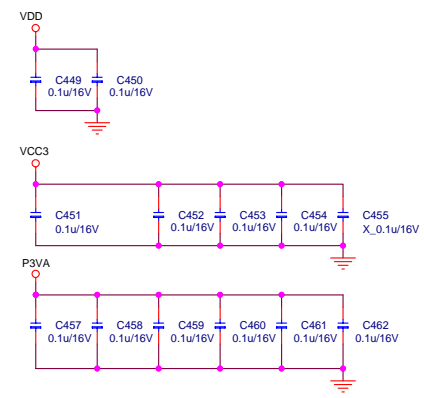 VDD
C449 C450
0.1u/16V 0.1u/16V
VCC3
C451 C452 C453 C454 C455
0.1u/16V 0.1u/16V 0.1u/16V 0.1u/16V X_0.1u/16V
P3VA
C457 C458 C459 C460 C461 C462
0.1u/16V 0.1u/16V 0.1u/16V 0.1u/16V 0.1u/16V 0.1u/16V